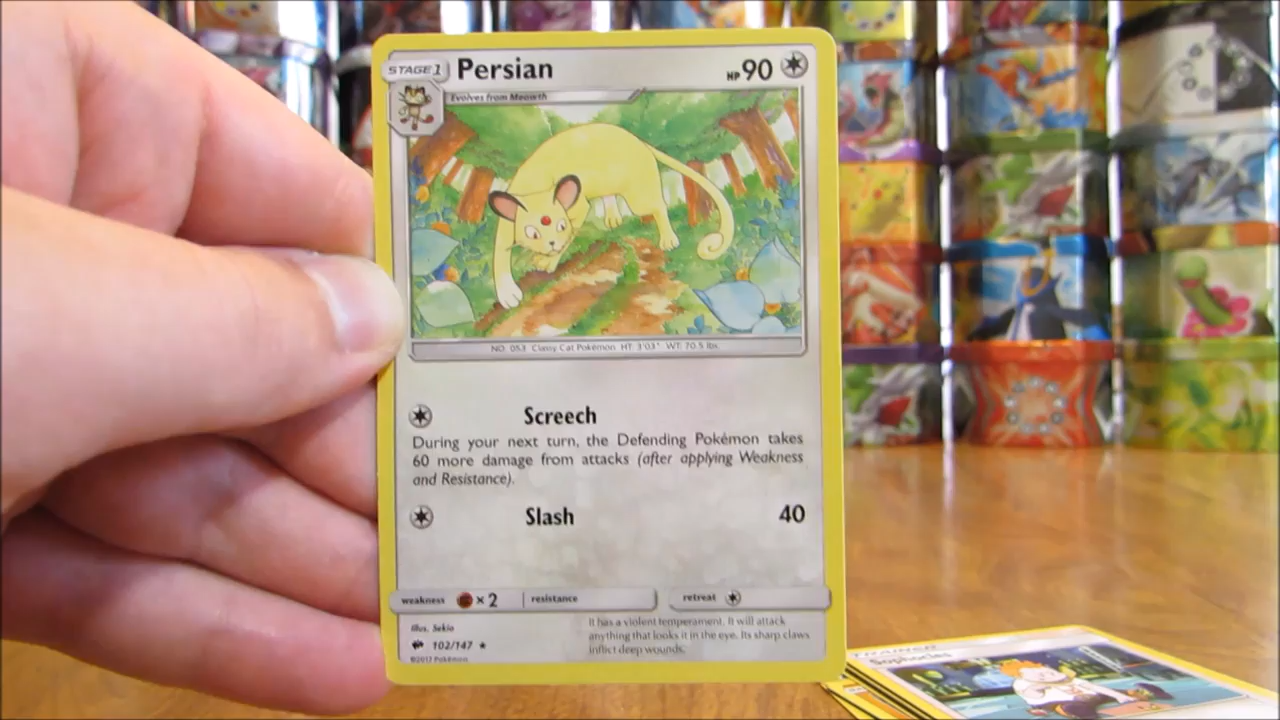 STAGE 1 Persian HP 90
Evolves from Meowth
NO. 053 Classy Cat Pokémon HT: 3'03" WT: 70.5 lbs.
Screech
During your next turn, the Defending Pokémon takes
60 more damage from attacks (after applying Weakness
and Resistance).
Slash 40
weakness ×2 resistance retreat
Illus. Sekio
102/147 ★
©2017 Pokémon
It has a violent temperament. It will attack
anything that looks it in the eye. Its sharp claws
inflict deep wounds.
TRAINER
Sophocles